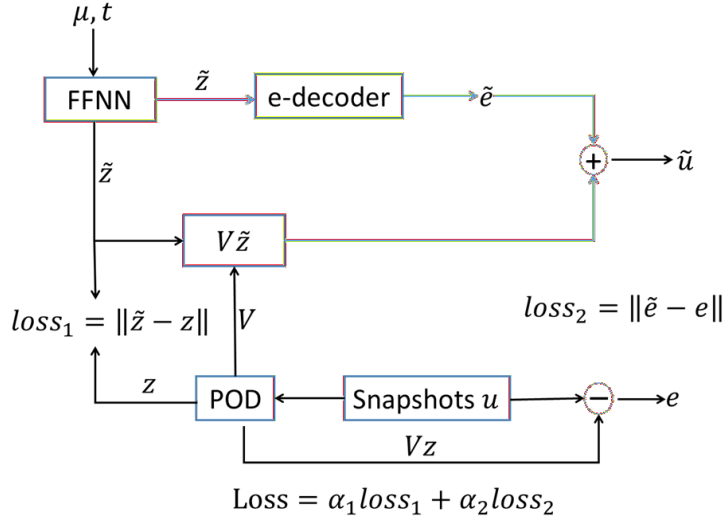 μ, t
FFNN
z̃
e-decoder
ẽ
z̃
+
ũ
Vz̃
loss₁ = ‖z̃ − z‖
V
loss₂ = ‖ẽ − e‖
z
POD
Snapshots u
−
e
Vz
Loss = α₁loss₁ + α₂loss₂